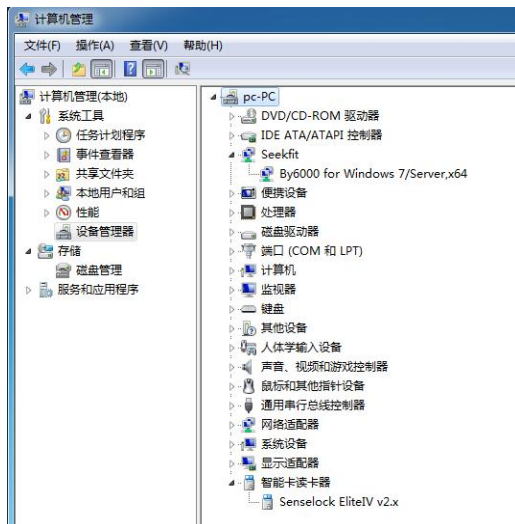 计算机管理
文件(F) 操作(A) 查看(V) 帮助(H)
计算机管理(本地)
系统工具
任务计划程序
事件查看器
共享文件夹
本地用户和组
性能
设备管理器
存储
磁盘管理
服务和应用程序
pc-PC
DVD/CD-ROM 驱动器
IDE ATA/ATAPI 控制器
Seekfit
By6000 for Windows 7/Server,x64
便携设备
处理器
磁盘驱动器
端口 (COM 和 LPT)
计算机
监视器
键盘
其他设备
人体学输入设备
声音、视频和游戏控制器
鼠标和其他指针设备
通用串行总线控制器
网络适配器
系统设备
显示适配器
智能卡读卡器
Senselock EliteIV v2.x